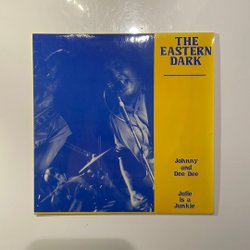 THE
EASTERN
DARK
Johnny
and
Dee Dee
Julie
is a
Junkie